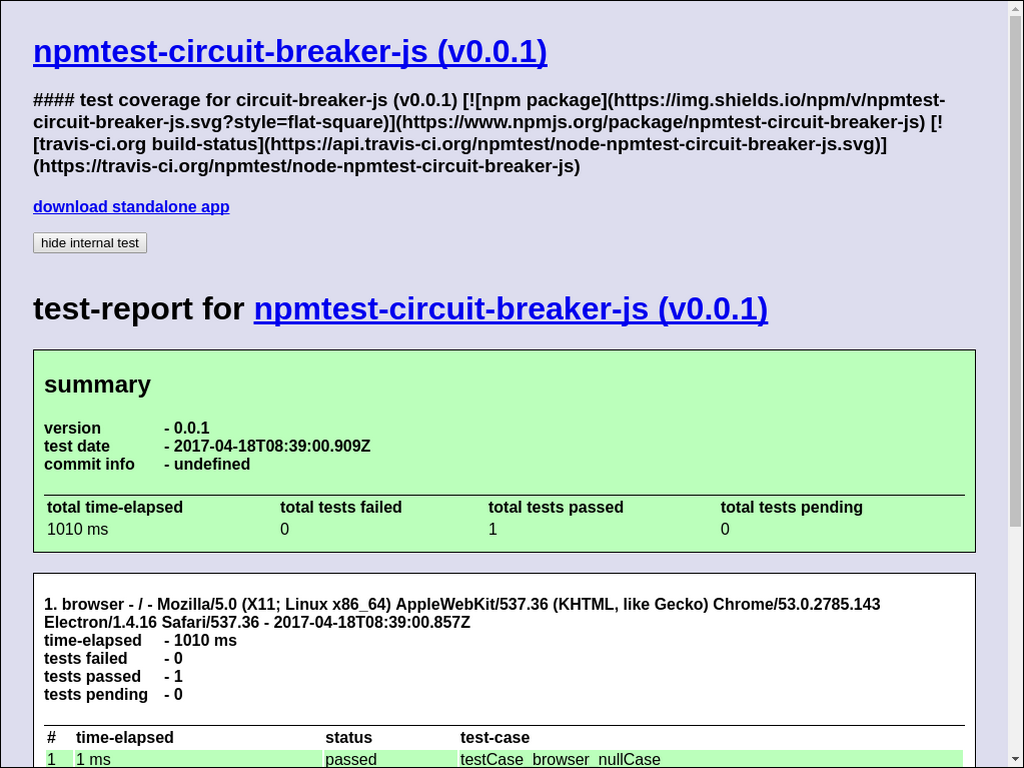 npmtest-circuit-breaker-js (v0.0.1)
#### test coverage for circuit-breaker-js (v0.0.1) [![npm package](https://img.shields.io/npm/v/npmtest-
circuit-breaker-js.svg?style=flat-square)](https://www.npmjs.org/package/npmtest-circuit-breaker-js) [!
[travis-ci.org build-status](https://api.travis-ci.org/npmtest/node-npmtest-circuit-breaker-js.svg)]
(https://travis-ci.org/npmtest/node-npmtest-circuit-breaker-js)
download standalone app
hide internal test
test-report for npmtest-circuit-breaker-js (v0.0.1)
summary
version - 0.0.1
test date - 2017-04-18T08:39:00.909Z
commit info - undefined
total time-elapsed total tests failed total tests passed total tests pending
1010 ms 0 1 0
1. browser - / - Mozilla/5.0 (X11; Linux x86_64) AppleWebKit/537.36 (KHTML, like Gecko) Chrome/53.0.2785.143
Electron/1.4.16 Safari/537.36 - 2017-04-18T08:39:00.857Z
time-elapsed - 1010 ms
tests failed - 0
tests passed - 1
tests pending - 0
# time-elapsed status test-case
1 1 ms passed testCase_browser_nullCase